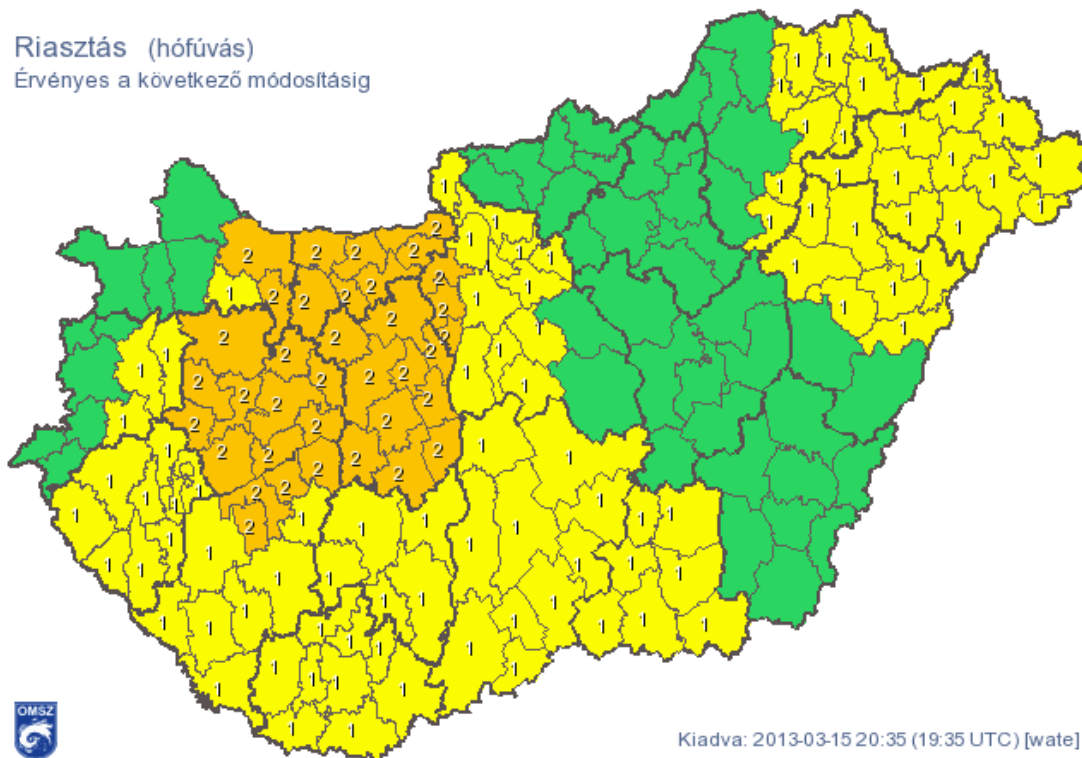 Riasztás (hófúvás)
Érvényes a következő módosításig
OMSZ
Kiadva: 2013-03-15 20:35 (19:35 UTC) [wate]